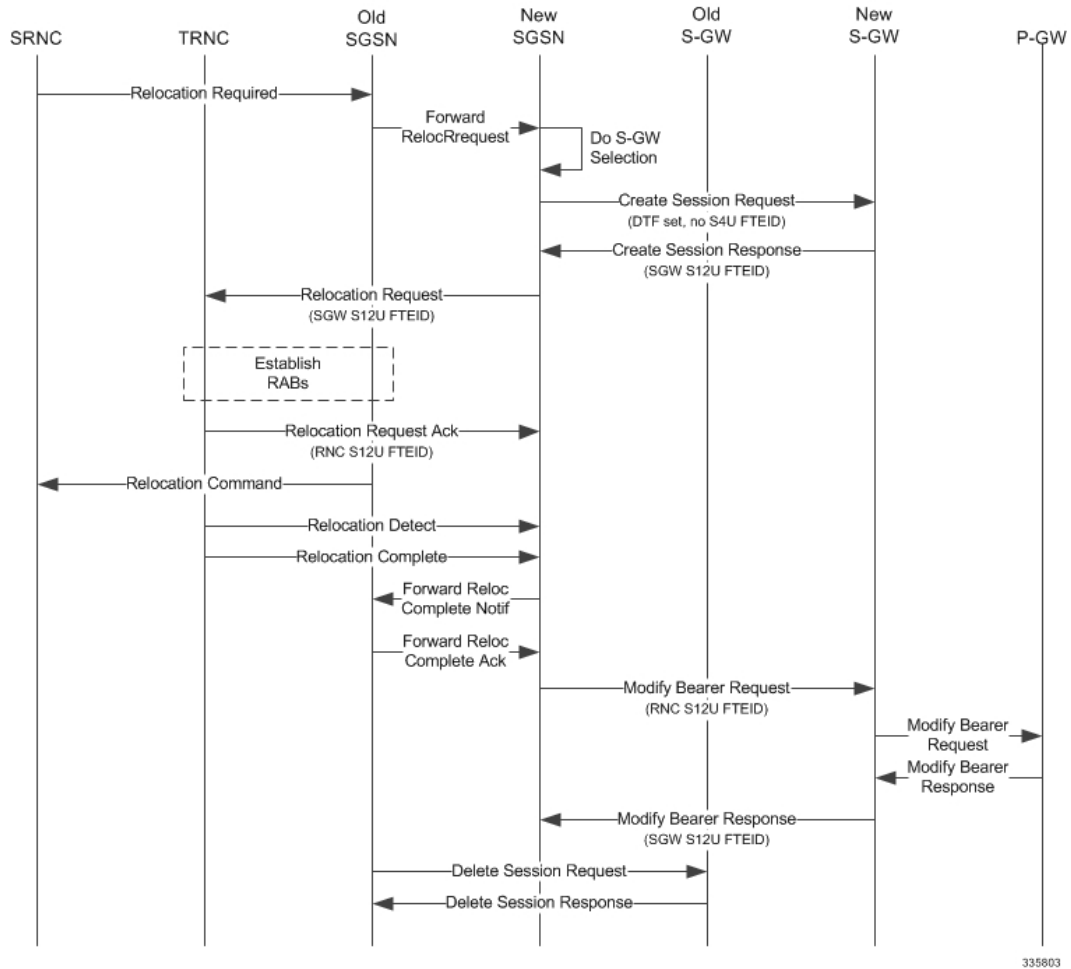 Old
New
Old
New
SRNC
TRNC
SGSN
SGSN
S-GW
S-GW
P-GW
Relocation Required
Forward
RelocRrequest
Do S-GW
Selection
Create Session Request
(DTF set, no S4U FTEID)
Create Session Response
(SGW S12U FTEID)
Relocation Request
(SGW S12U FTEID)
Establish
RABs
Relocation Request Ack
(RNC S12U FTEID)
Relocation Command
Relocation Detect
Relocation Complete
Forward Reloc
Complete Notif
Forward Reloc
Complete Ack
Modify Bearer Request
(RNC S12U FTEID)
Modify Bearer
Request
Modify Bearer
Response
Modify Bearer Response
(SGW S12U FTEID)
Delete Session Request
Delete Session Response
335803